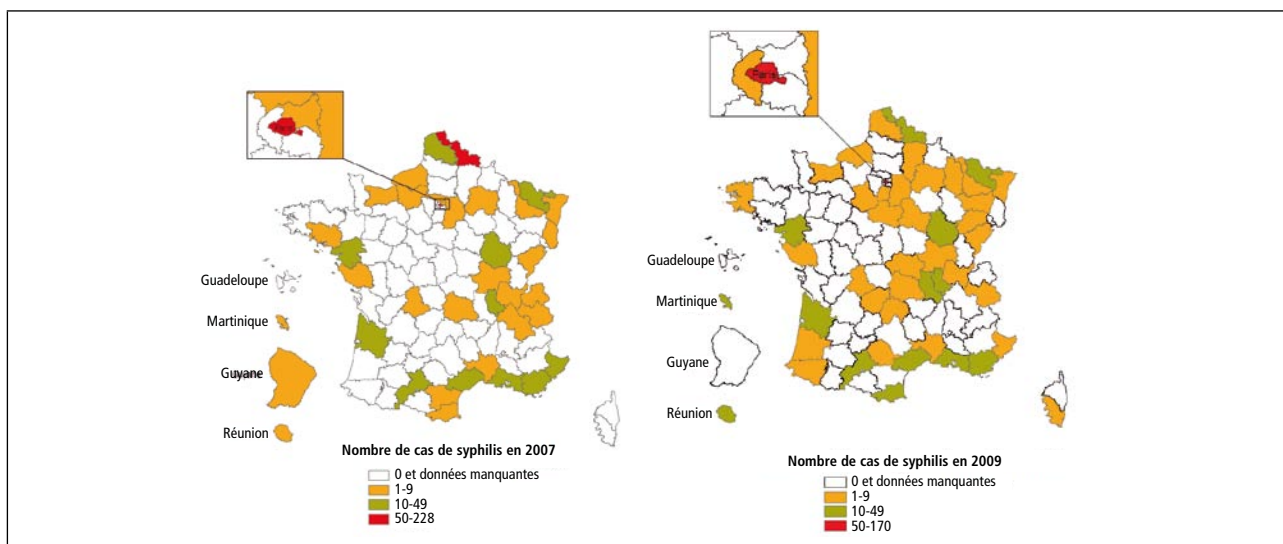 Paris
Guadeloupe
Martinique
Guyane
Réunion
Nombre de cas de syphilis en 2007
0 et données manquantes
1-9
10-49
50-228
Paris
Guadeloupe
Martinique
Guyane
Réunion
Nombre de cas de syphilis en 2009
0 et données manquantes
1-9
10-49
50-170